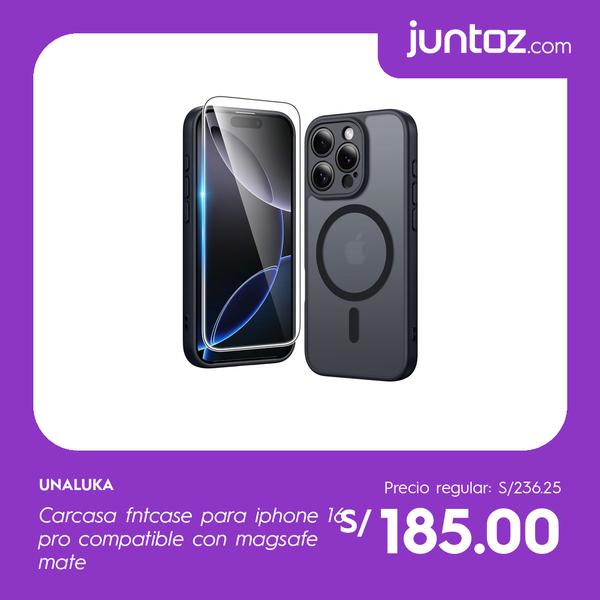 juntoz.com
UNALUKA
Carcasa fntcase para iphone 16
pro compatible con magsafe
mate
Precio regular: S/236.25
S/185.00